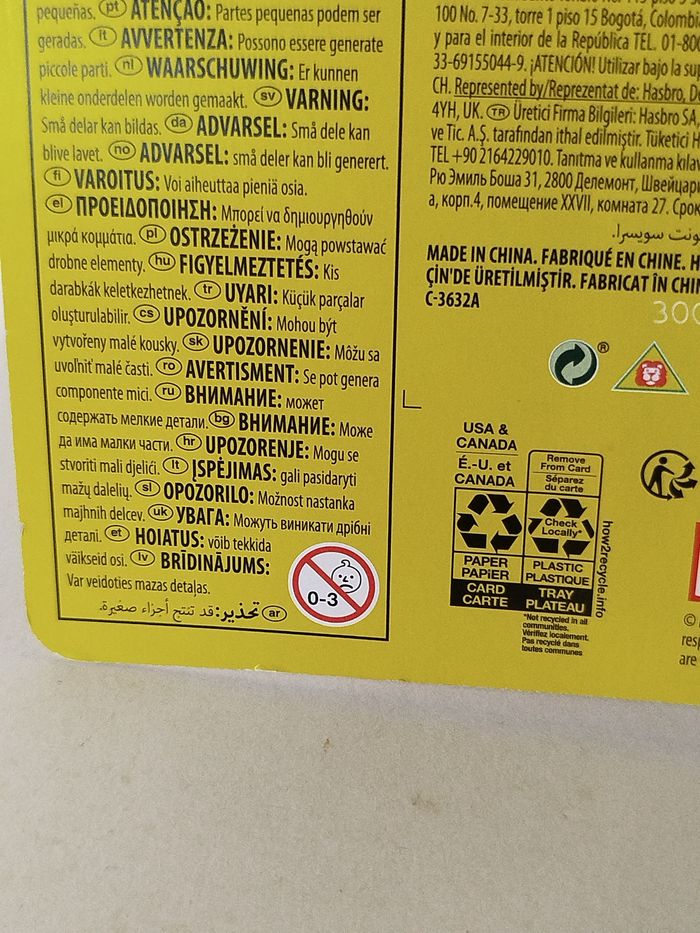 pequeñas. pt ATENÇAO: Partes pequenas podem ser
geradas. it AVVERTENZA: Possono essere generate
piccole parti. nl WAARSCHUWING: Er kunnen
kleine onderdelen worden gemaakt. sv VARNING:
Små delar kan bildas. da ADVARSEL: Små dele kan
blive lavet. no ADVARSEL: små deler kan bli generert.
fi VAROITUS: Voi aiheuttaa pieniä osia.
el ΠΡΟΕΙΔΟΠΟΙΗΣΗ: Μπορεί να δημιουργηθούν
μικρά κομμάτια. pl OSTRZEŻENIE: Mogą powstawać
drobne elementy. hu FIGYELMEZTETÉS: Kis
darabkák keletkezhetnek. tr UYARI: Küçük parçalar
oluşturulabilir. cs UPOZORNĚNÍ: Mohou být
vytvořeny malé kousky. sk UPOZORNENIE: Môžu sa
uvoľniť malé časti. ro AVERTISMENT: Se pot genera
componente mici. ru ВНИМАНИЕ: может
содержать мелкие детали. bg ВНИМАНИЕ: Може
да има малки части. hr UPOZORENJE: Mogu se
stvoriti mali djelići. lt ĮSPĖJIMAS: gali pasidaryti
mažų dalelių. sl OPOZORILO: Možnost nastanka
majhnih delcev. uk УВАГА: Можуть виникати дрібні
деталі. et HOIATUS: võib tekkida
väikseid osi. lv BRĪDINĀJUMS:
Var veidoties mazas detaļas.
ar تحذير: قد تنتج أجزاء صغيرة.
0-3
100 No. 7-33, torre 1 piso 15 Bogotá, Colombi
y para el interior de la República TEL. 01-80
33-69155044-9. ¡ATENCIÓN! Utilizar bajo la su
CH. Represented by/Reprezentat de: Hasbro, D
4YH, UK. TR Üretici Firma Bilgileri: Hasbro SA,
ve Tic. A.Ş. tarafından ithal edilmiştir. Tüketici H
TEL +90 2164229010. Tanıtma ve kullanma kılav
Рю Эмиль Боша 31, 2800 Делемонт, Швейцар
а, корп.4, помещение XXVII, комната 27. Срок
ونت سويسرا.
MADE IN CHINA. FABRIQUÉ EN CHINE. H
ÇİN'DE ÜRETİLMİŞTİR. FABRICAT ÎN CHI
C-3632A
300
®
USA &
CANADA
É.-U. et
CANADA
PAPER
PAPIER
CARD
CARTE
Remove
From Card
Séparez
du carte
Check
Locally*
PLASTIC
PLASTIQUE
TRAY
PLATEAU
*Not recycled in all
communities.
Vérifiez localement.
Pas recyclé dans
toutes communes
how2recycle.info
©
res
are